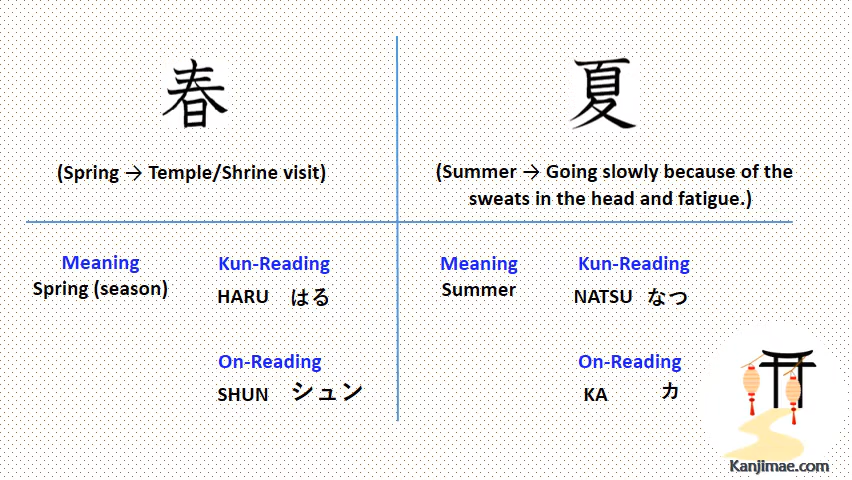 春
(Spring → Temple/Shrine visit)
Meaning
Spring (season)
Kun-Reading
HARU はる
On-Reading
SHUN シュン
夏
(Summer → Going slowly because of the
sweats in the head and fatigue.)
Meaning
Summer
Kun-Reading
NATSU なつ
On-Reading
KA カ
Kanjimae.com